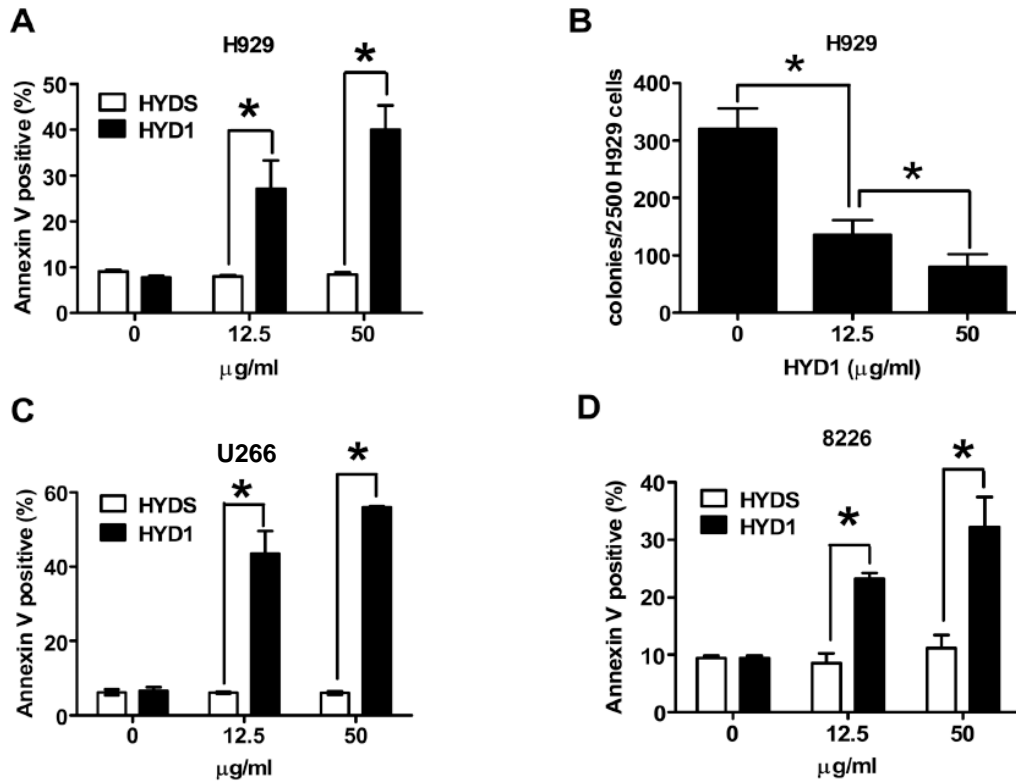 A
H929
*
*
50
40
30
20
10
0
Annexin V positive (%)
HYDS
HYD1
0
12.5
50
μg/ml
B
H929
*
*
400
300
200
100
0
colonies/2500 H929 cells
0
12.5
50
HYD1 (μg/ml)
C
U266
*
*
60
40
20
0
Annexin V positive (%)
HYDS
HYD1
0
12.5
50
μg/ml
D
8226
*
*
40
30
20
10
0
Annexin V positive (%)
HYDS
HYD1
0
12.5
50
μg/ml